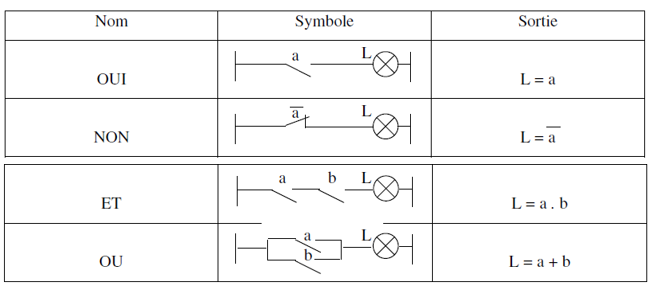 Nom Symbole Sortie
a L
OUI L = a
a̅ L
NON L = a̅
a b L
ET L = a . b
a L
b
OU L = a + b